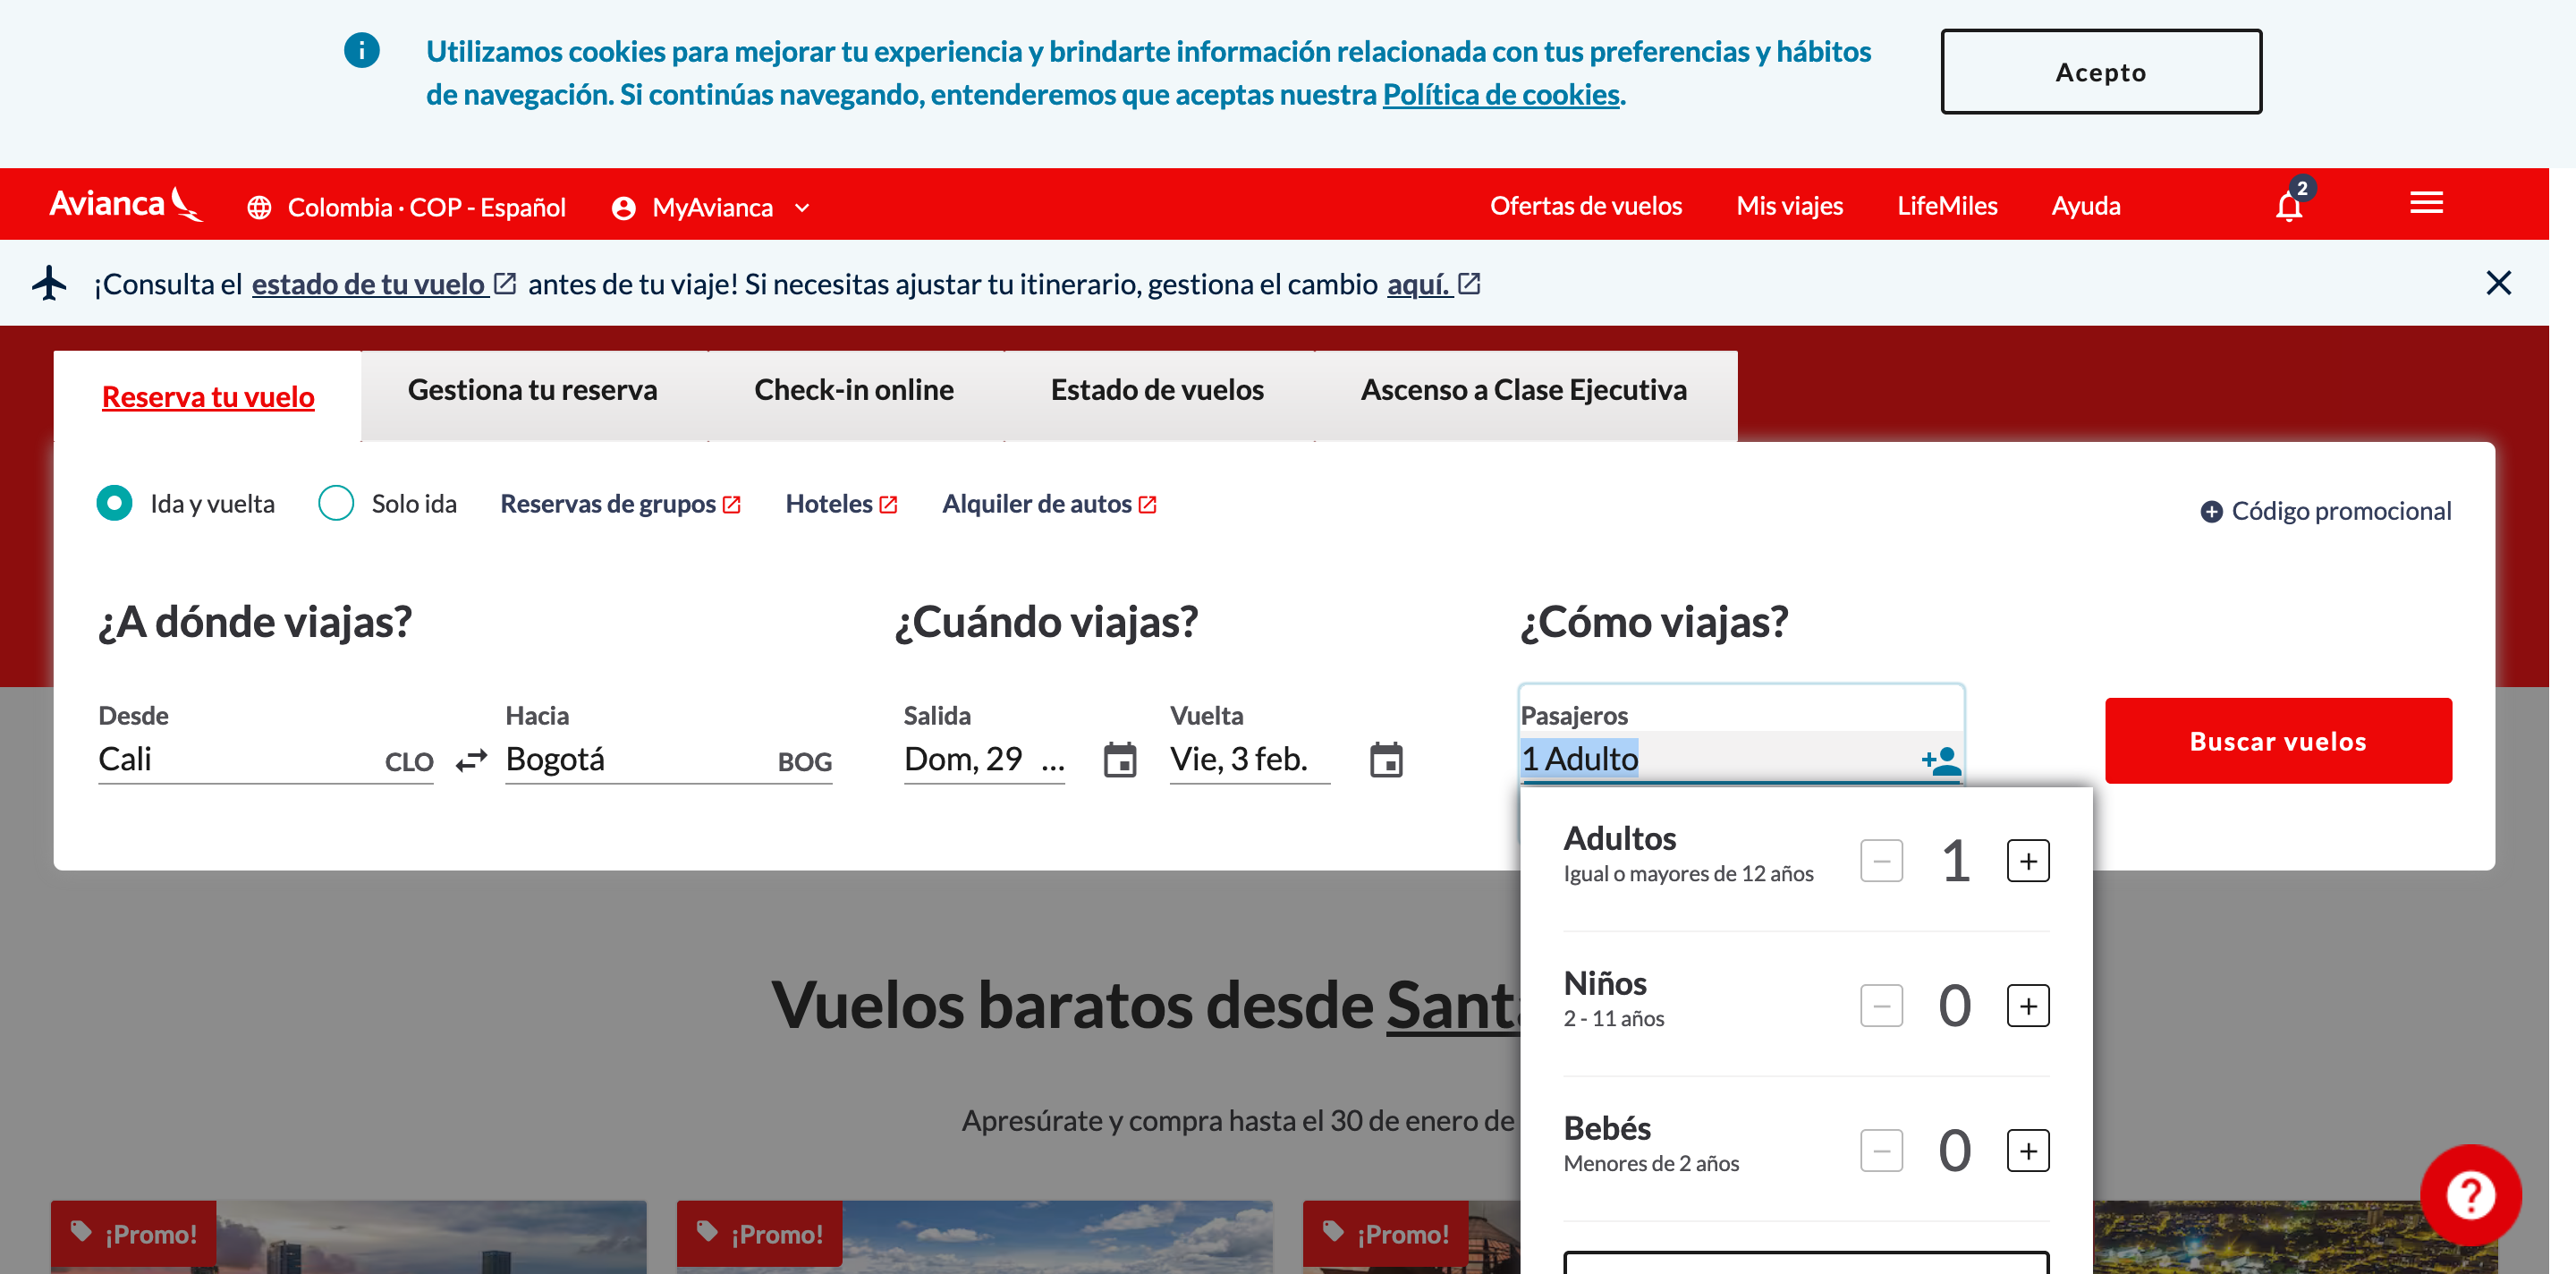 Utilizamos cookies para mejorar tu experiencia y brindarte información relacionada con tus preferencias y hábitos
de navegación. Si continúas navegando, entenderemos que aceptas nuestra Política de cookies.
Acepto
Avianca
Colombia · COP - Español
MyAvianca
Ofertas de vuelos
Mis viajes
LifeMiles
Ayuda
2
¡Consulta el estado de tu vuelo antes de tu viaje! Si necesitas ajustar tu itinerario, gestiona el cambio aquí.
Reserva tu vuelo
Gestiona tu reserva
Check-in online
Estado de vuelos
Ascenso a Clase Ejecutiva
Ida y vuelta
Solo ida
Reservas de grupos
Hoteles
Alquiler de autos
Código promocional
¿A dónde viajas?
¿Cuándo viajas?
¿Cómo viajas?
Desde
Cali CLO
Hacia
Bogotá BOG
Salida
Dom, 29 ...
Vuelta
Vie, 3 feb.
Pasajeros
1 Adulto
Buscar vuelos
Adultos
Igual o mayores de 12 años
1
Niños
2 - 11 años
0
Bebés
Menores de 2 años
0
Vuelos baratos desde
Apresúrate y compra hasta el 30 de enero de
¡Promo!
¡Promo!
¡Promo!